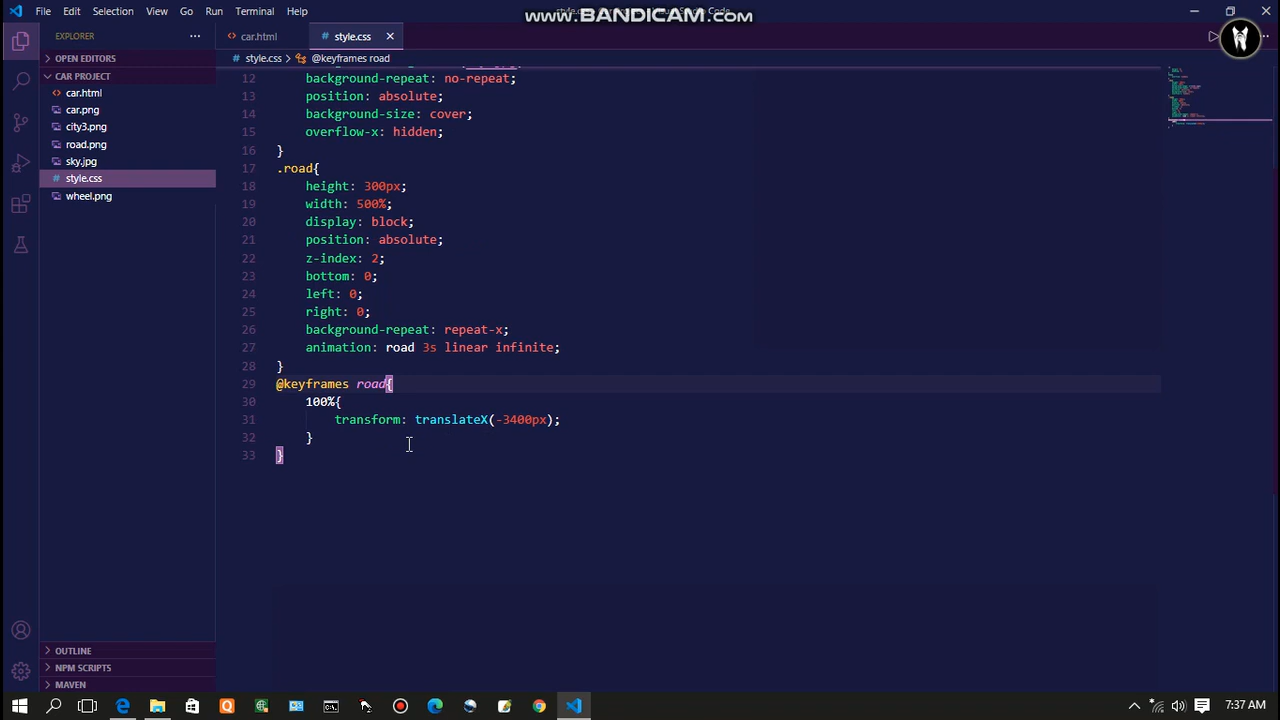 File Edit Selection View Go Run Terminal Help
www.BANDICAM.com
EXPLORER
car.html
style.css
OPEN EDITORS
style.css > @keyframes road
CAR PROJECT
car.html
car.png
city3.png
road.png
sky.jpg
style.css
wheel.png
12 background-repeat: no-repeat;
13 position: absolute;
14 background-size: cover;
15 overflow-x: hidden;
16 }
17 .road{
18 height: 300px;
19 width: 500%;
20 display: block;
21 position: absolute;
22 z-index: 2;
23 bottom: 0;
24 left: 0;
25 right: 0;
26 background-repeat: repeat-x;
27 animation: road 3s linear infinite;
28 }
29 @keyframes road{
30 100%{
31 transform: translateX(-3400px);
32 }
33 }
OUTLINE
NPM SCRIPTS
MAVEN
7:37 AM